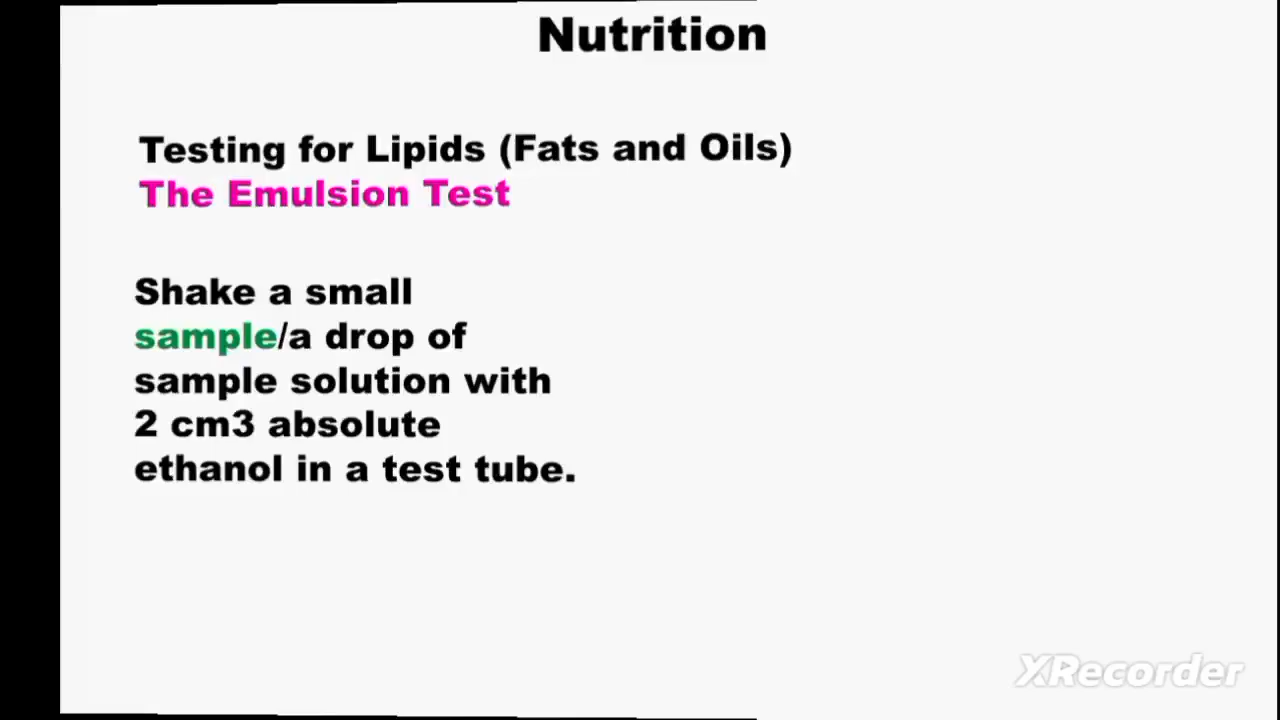 Nutrition
Testing for Lipids (Fats and Oils)
The Emulsion Test
Shake a small
sample/a drop of
sample solution with
2 cm3 absolute
ethanol in a test tube.
XRecorder